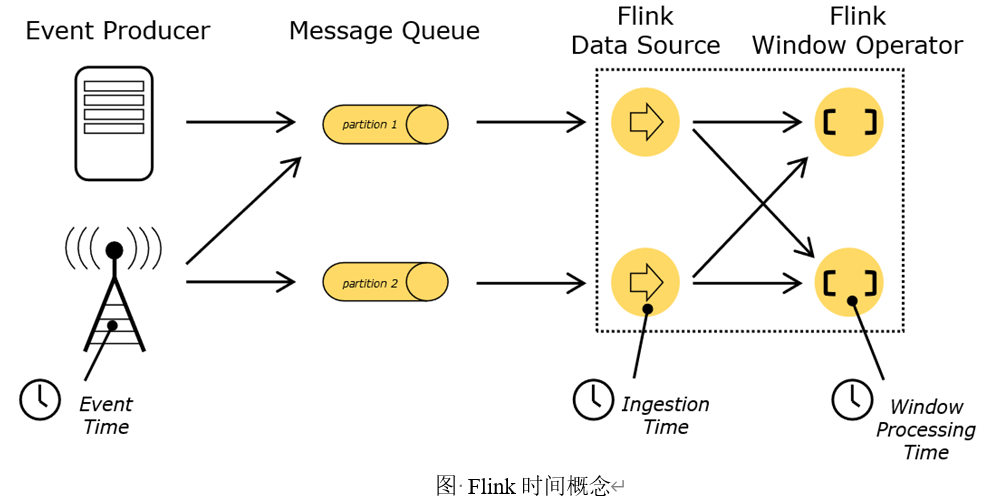 Event Producer
Message Queue
Flink
Data Source
Flink
Window Operator
partition 1
partition 2
Event
Time
Ingestion
Time
Window
Processing
Time
图· Flink 时间概念↵